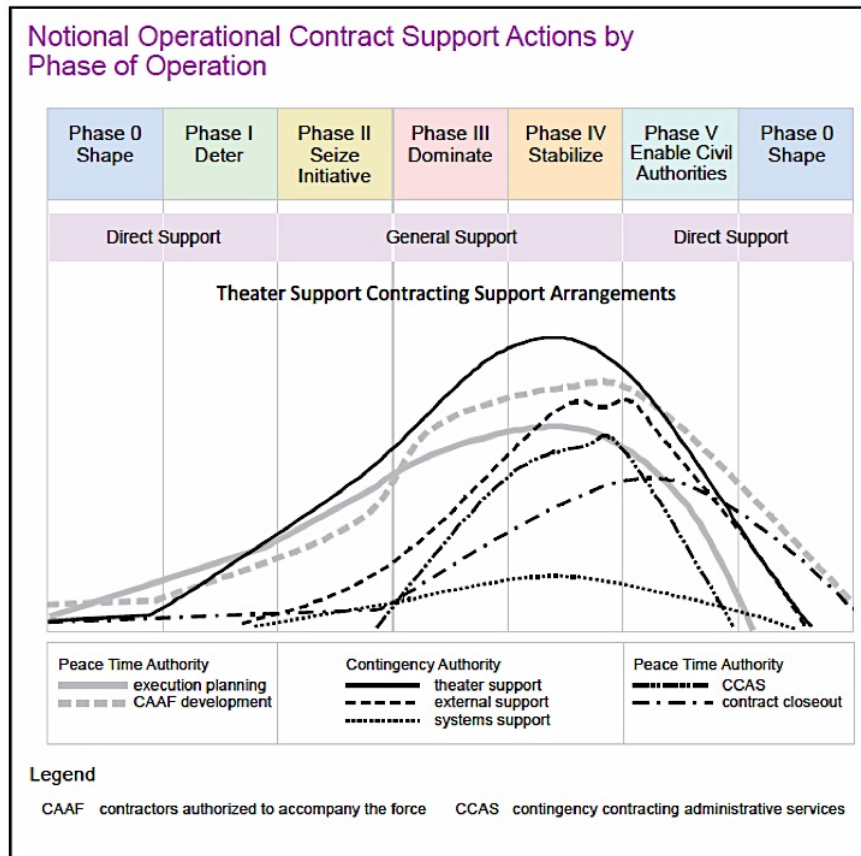 Notional Operational Contract Support Actions by
Phase of Operation
Phase 0
Shape
Phase I
Deter
Phase II
Seize
Initiative
Phase III
Dominate
Phase IV
Stabilize
Phase V
Enable Civil
Authorities
Phase 0
Shape
Direct Support
General Support
Direct Support
Theater Support Contracting Support Arrangements
Peace Time Authority
execution planning
CAAF development
Contingency Authority
theater support
external support
systems support
Peace Time Authority
CCAS
contract closeout
Legend
CAAF contractors authorized to accompany the force CCAS contingency contracting administrative services